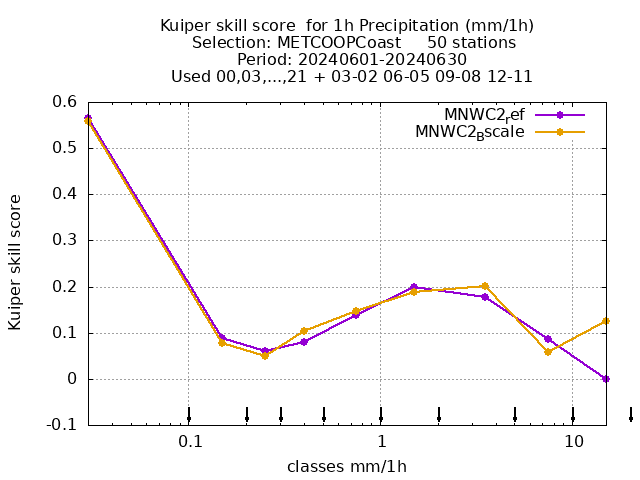 Kuiper skill score  for 1h Precipitation (mm/1h)
Selection: METCOOPCoast     50 stations
Period: 20240601-20240630
Used 00,03,...,21 + 03-02 06-05 09-08 12-11
MNWC2ref
MNWC2Bscale
0.6
0.5
0.4
0.3
0.2
0.1
0
-0.1
Kuiper skill score
0.1 1 10
classes mm/1h